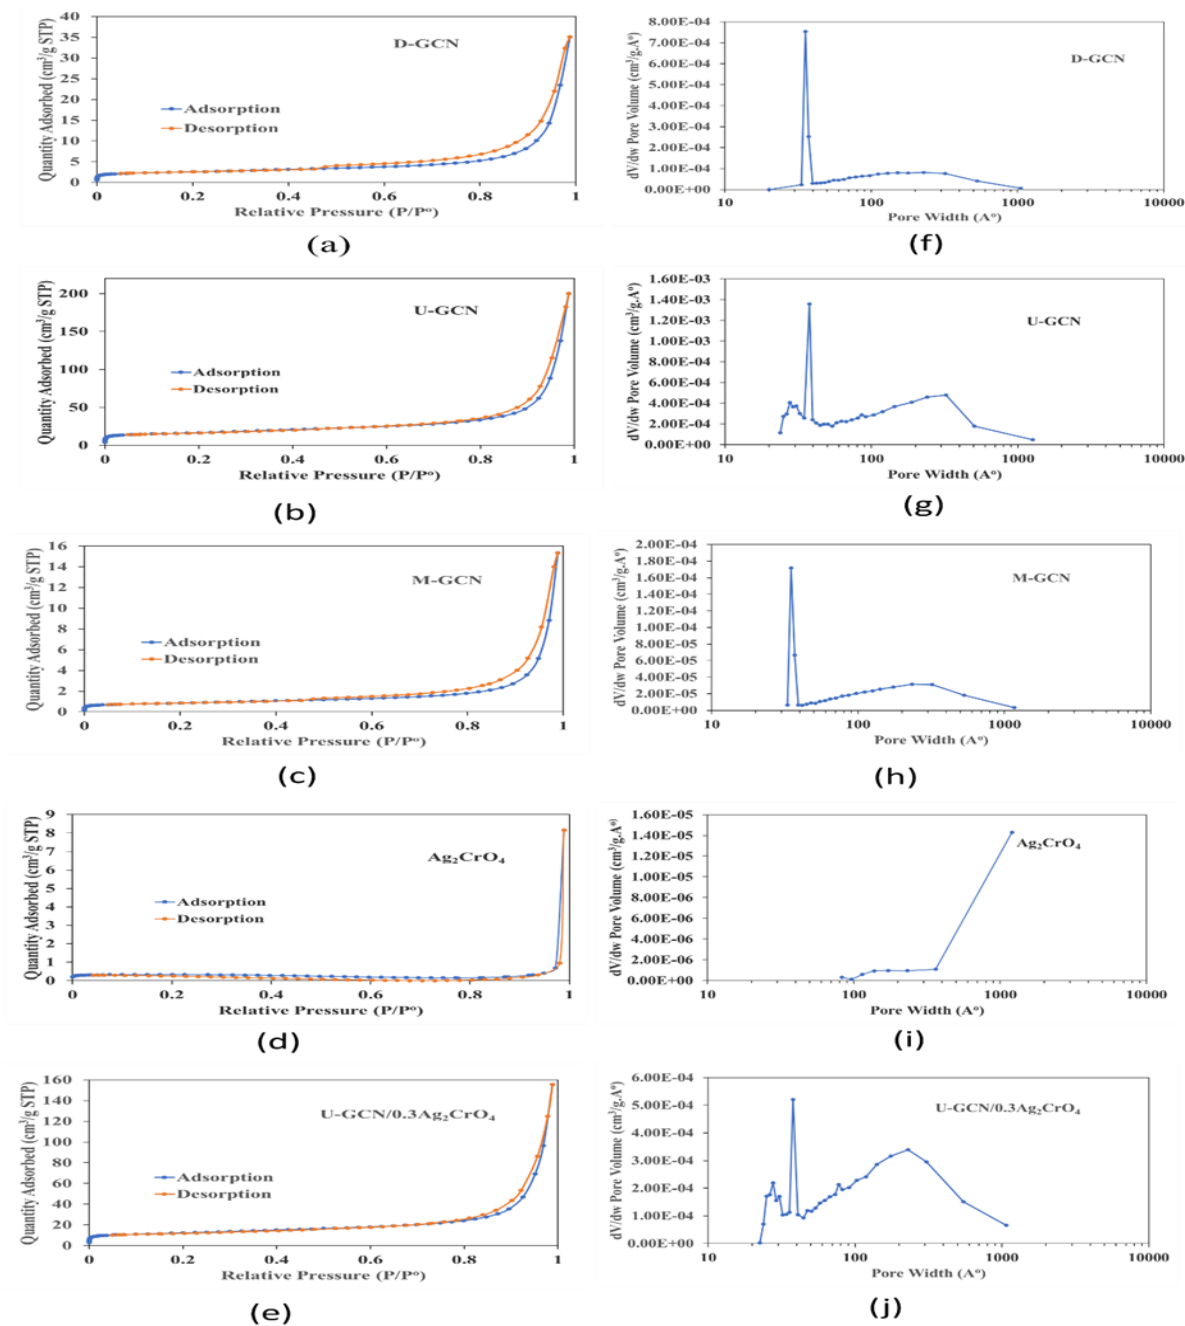 Quantity Adsorbed (cm³/g STP)
40
35
30
25
20
15
10
5
0
D-GCN
Adsorption
Desorption
0 0.2 0.4 0.6 0.8 1
Relative Pressure (P/P°)
(a)
dV/dw Pore Volume (cm³/g.A°)
8.00E-04
7.00E-04
6.00E-04
5.00E-04
4.00E-04
3.00E-04
2.00E-04
1.00E-04
0.00E+00
D-GCN
10 100 1000 10000
Pore Width (A°)
(f)
Quantity Adsorbed (cm³/g STP)
200
150
100
50
0
U-GCN
Adsorption
Desorption
0 0.2 0.4 0.6 0.8 1
Relative Pressure (P/P°)
(b)
dV/dw Pore Volume (cm³/g.A°)
1.60E-03
1.40E-03
1.20E-03
1.00E-03
8.00E-04
6.00E-04
4.00E-04
2.00E-04
0.00E+00
U-GCN
10 100 1000 10000
Pore Width (A°)
(g)
Quantity Adsorbed (cm³/g STP)
16
14
12
10
8
6
4
2
0
M-GCN
Adsorption
Desorption
0 0.2 0.4 0.6 0.8 1
Relative Pressure (P/P°)
(c)
dV/dw Pore Volume (cm³/g.A°)
2.00E-04
1.80E-04
1.60E-04
1.40E-04
1.20E-04
1.00E-04
8.00E-05
6.00E-05
4.00E-05
2.00E-05
0.00E+00
M-GCN
10 100 1000 10000
Pore Width (A°)
(h)
Quantity Adsorbed (cm³/g STP)
9
8
7
6
5
4
3
2
1
0
Ag₂CrO₄
Adsorption
Desorption
0 0.2 0.4 0.6 0.8 1
Relative Pressure (P/P°)
(d)
dV/dw Pore Volume (cm³/g.A°)
1.60E-05
1.40E-05
1.20E-05
1.00E-05
8.00E-06
6.00E-06
4.00E-06
2.00E-06
0.00E+00
Ag₂CrO₄
10 100 1000 10000
Pore Width (A°)
(i)
Quantity Adsorbed (cm³/g STP)
160
140
120
100
80
60
40
20
0
U-GCN/0.3Ag₂CrO₄
Adsorption
Desorption
0 0.2 0.4 0.6 0.8 1
Relative Pressure (P/P°)
(e)
dV/dw Pore Volume (cm³/g.A°)
6.00E-04
5.00E-04
4.00E-04
3.00E-04
2.00E-04
1.00E-04
0.00E+00
U-GCN/0.3Ag₂CrO₄
10 100 1000 10000
Pore Width (A°)
(j)